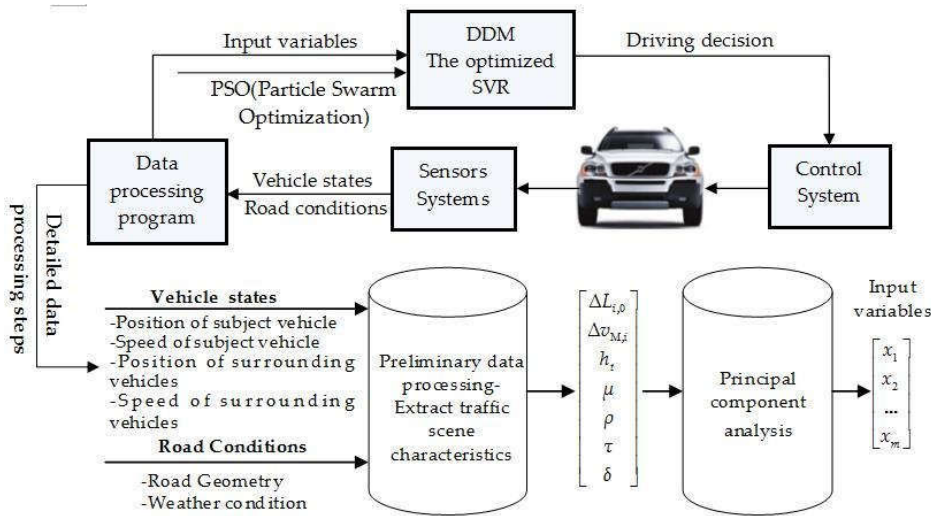 Input variables
PSO(Particle Swarm
Optimization)
DDM
The optimized
SVR
Driving decision
Data
processing
program
Vehicle states
Road conditions
Sensors
Systems
Control
System
Detailed data
processing steps
Vehicle states
-Position of subject vehicle
-Speed of subject vehicle
-Position of surrounding
vehicles
-Speed of surrounding
vehicles
Road Conditions
-Road Geometry
-Weather condition
Preliminary data
processing-
Extract traffic
scene
characteristics
ΔL_{i,0}
Δv_{M,i}
h_t
μ
ρ
τ
δ
Principal
component
analysis
Input
variables
x_1
x_2
...
x_m